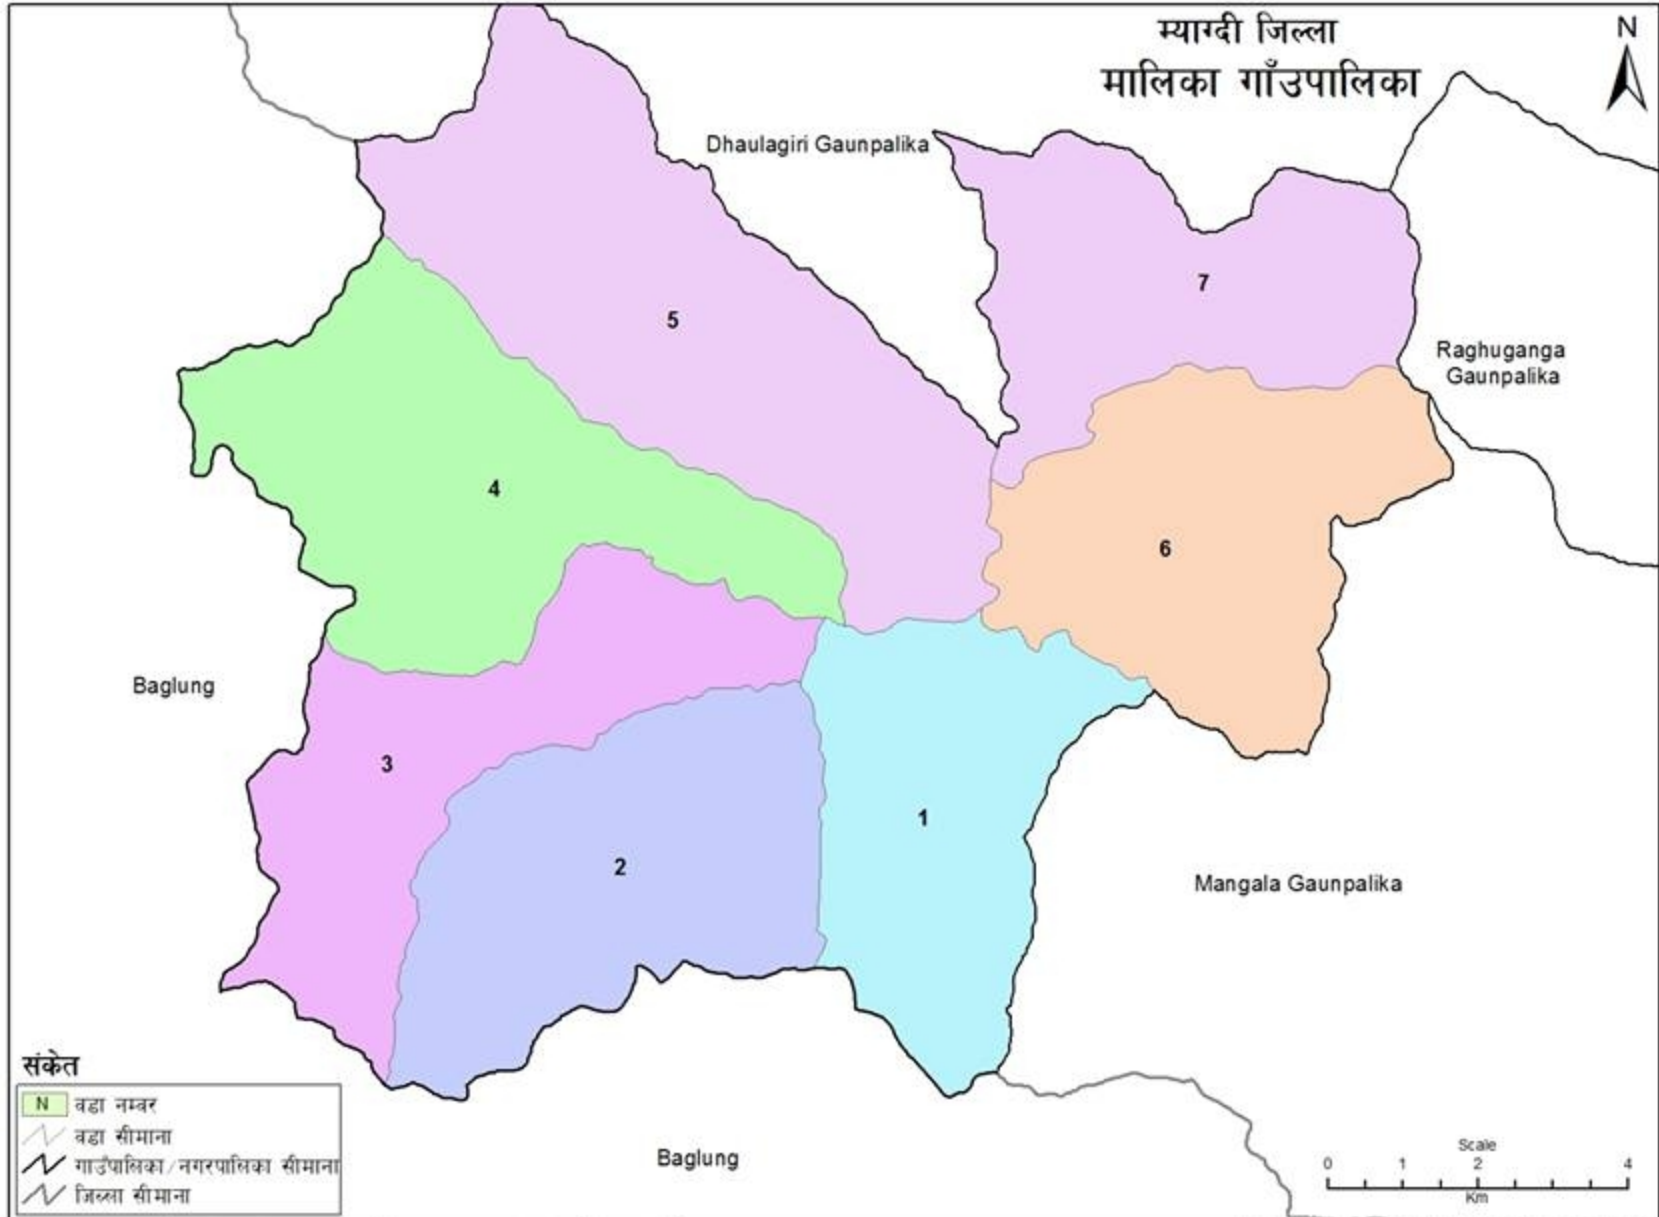 म्याग्दी जिल्ला
मालिका गाँउपालिका
N
Dhaulagiri Gaunpalika
7
5
Raghuganga
Gaunpalika
4
6
Baglung
3
1
2
Mangala Gaunpalika
Baglung
संकेत
N वडा नम्वर
वडा सीमाना
गाउँपालिका/नगरपालिका सीमाना
जिल्ला सीमाना
Scale
0 1 2 4
Km